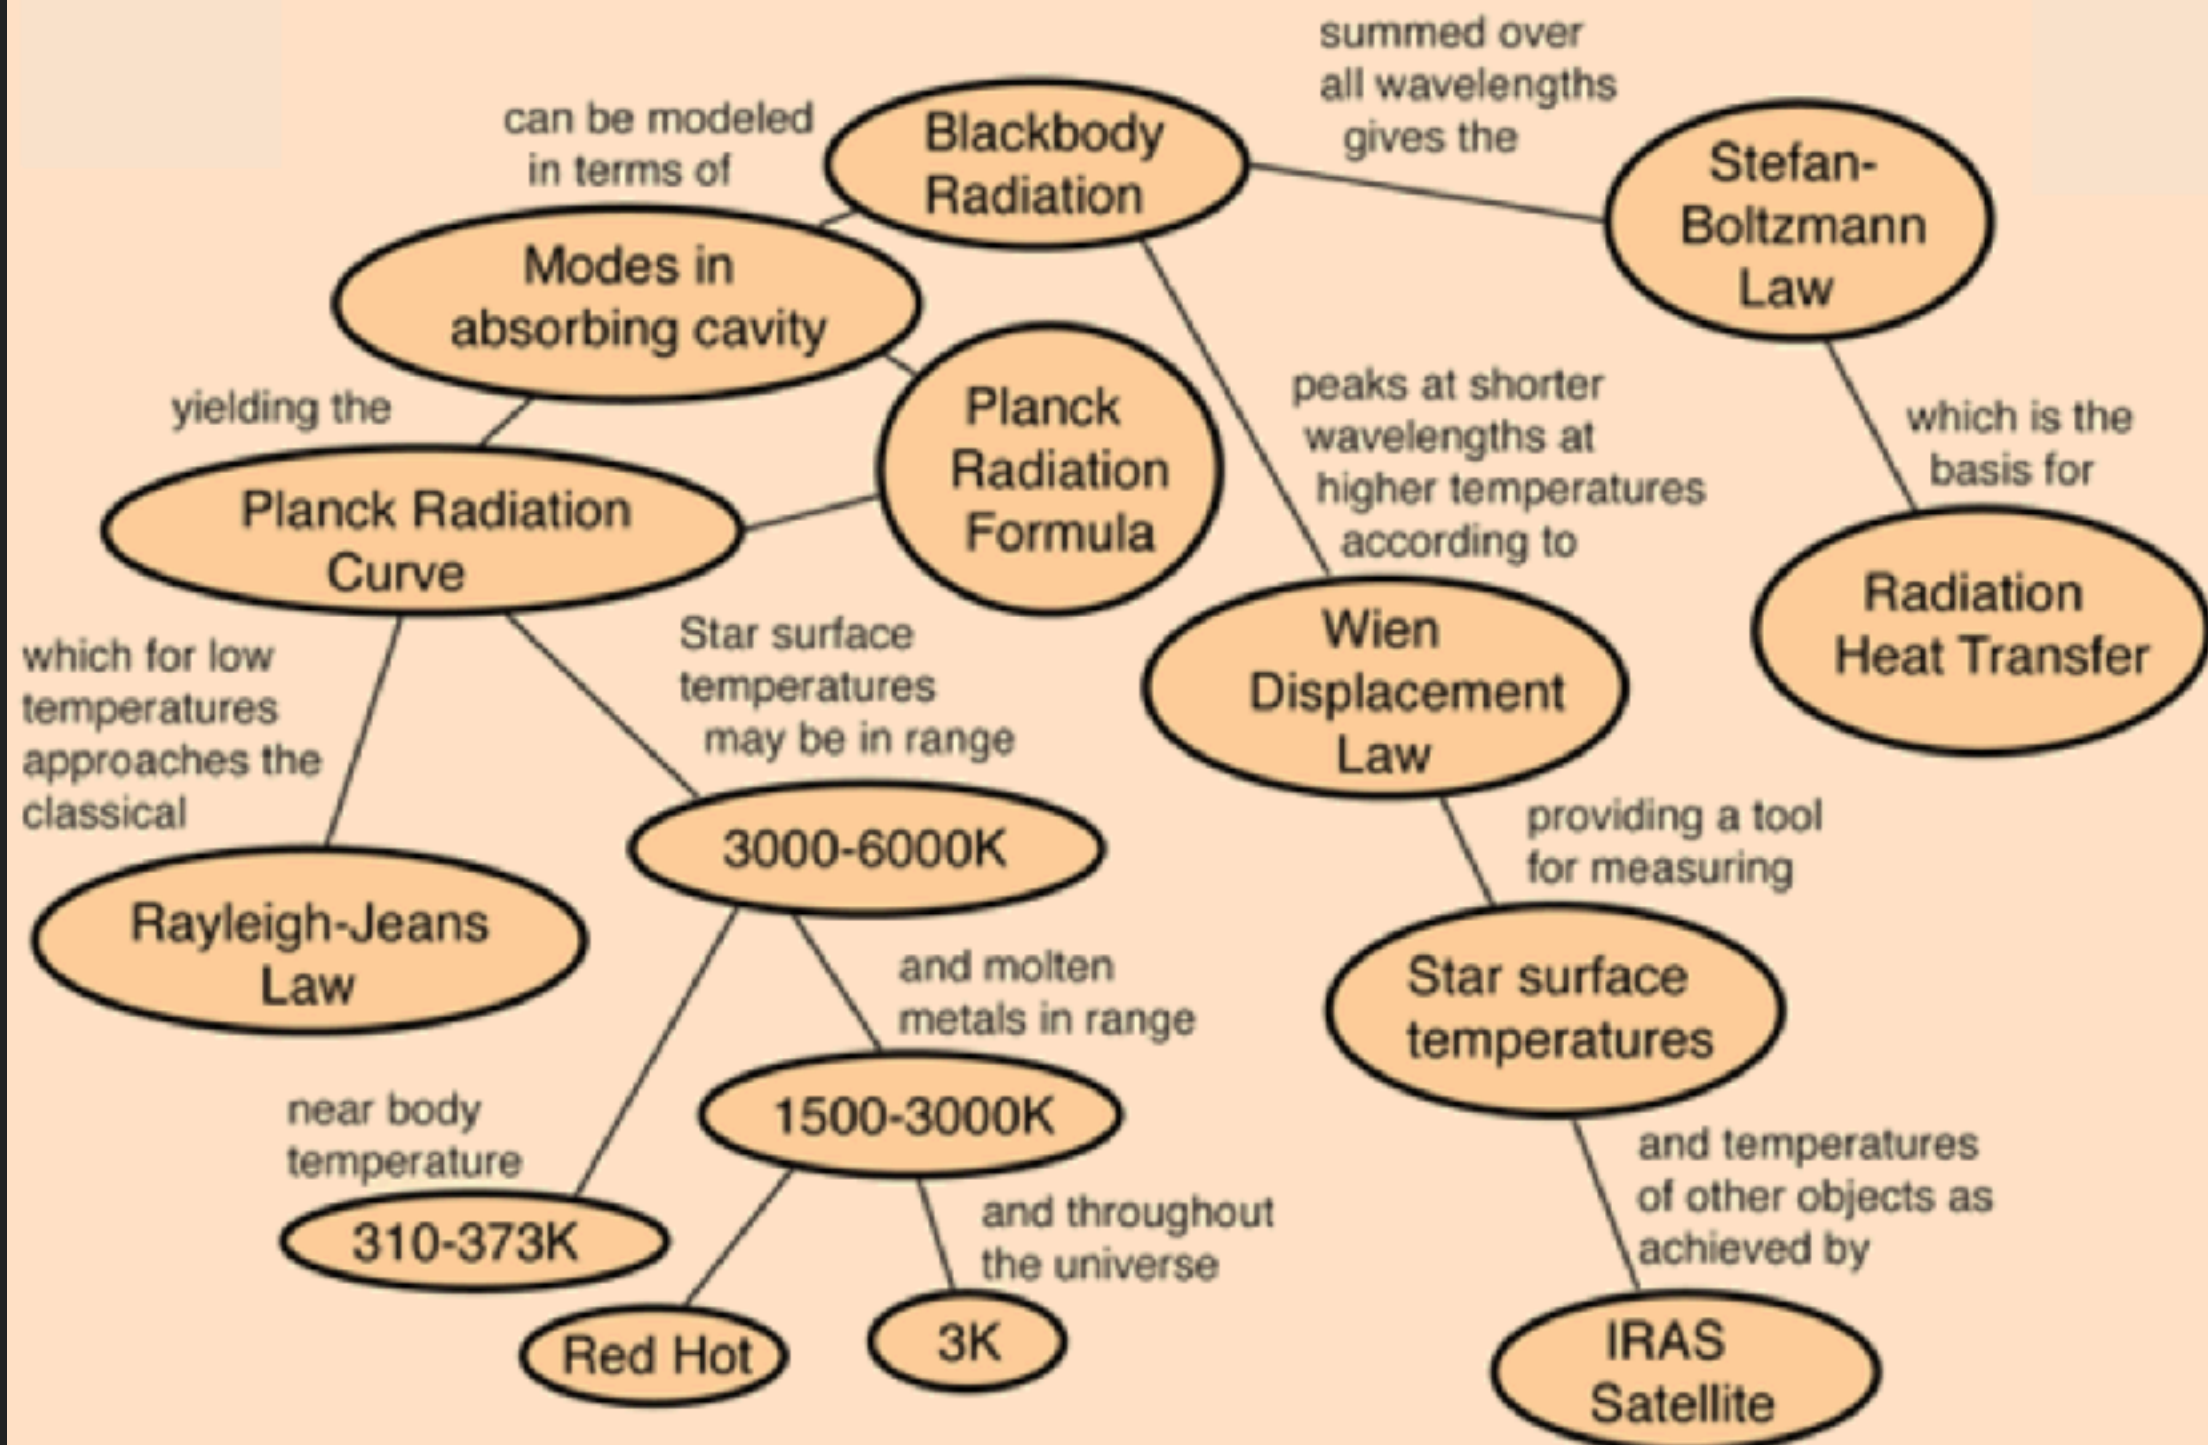 summed over
all wavelengths
gives the
can be modeled
in terms of
Blackbody
Radiation
Stefan-
Boltzmann
Law
Modes in
absorbing cavity
yielding the
Planck
Radiation
Formula
peaks at shorter
wavelengths at
higher temperatures
according to
which is the
basis for
Planck Radiation
Curve
Radiation
Heat Transfer
which for low
temperatures
approaches the
classical
Star surface
temperatures
may be in range
Wien
Displacement
Law
3000-6000K
providing a tool
for measuring
Rayleigh-Jeans
Law
and molten
metals in range
Star surface
temperatures
near body
temperature
1500-3000K
and temperatures
of other objects as
achieved by
310-373K
and throughout
the universe
Red Hot
3K
IRAS
Satellite